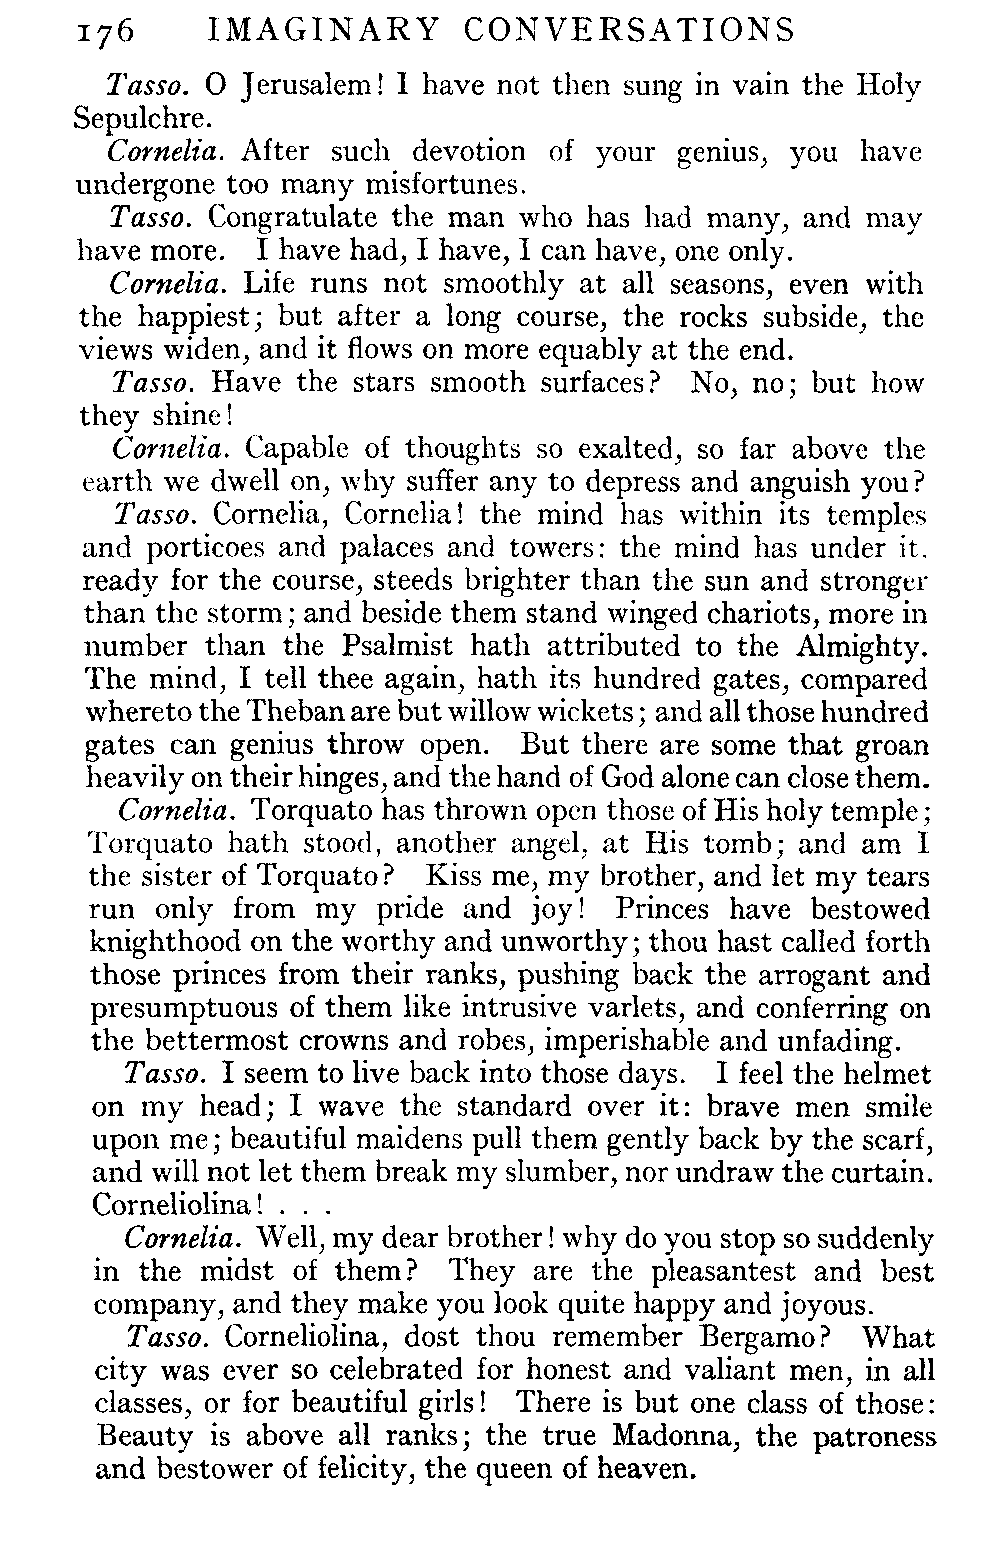 176 IMAGINARY CONVERSATIONS
Tasso. O Jerusalem! I have not then sung in vain the Holy
Sepulchre.
Cornelia. After such devotion of your genius, you have
undergone too many misfortunes.
Tasso. Congratulate the man who has had many, and may
have more. I have had, I have, I can have, one only.
Cornelia. Life runs not smoothly at all seasons, even with
the happiest; but after a long course, the rocks subside, the
views widen, and it flows on more equably at the end.
Tasso. Have the stars smooth surfaces? No, no; but how
they shine!
Cornelia. Capable of thoughts so exalted, so far above the
earth we dwell on, why suffer any to depress and anguish you?
Tasso. Cornelia, Cornelia! the mind has within its temples
and porticoes and palaces and towers: the mind has under it.
ready for the course, steeds brighter than the sun and stronger
than the storm; and beside them stand winged chariots, more in
number than the Psalmist hath attributed to the Almighty.
The mind, I tell thee again, hath its hundred gates, compared
whereto the Theban are but willow wickets; and all those hundred
gates can genius throw open. But there are some that groan
heavily on their hinges, and the hand of God alone can close them.
Cornelia. Torquato has thrown open those of His holy temple;
Torquato hath stood, another angel, at His tomb; and am I
the sister of Torquato? Kiss me, my brother, and let my tears
run only from my pride and joy! Princes have bestowed
knighthood on the worthy and unworthy; thou hast called forth
those princes from their ranks, pushing back the arrogant and
presumptuous of them like intrusive varlets, and conferring on
the bettermost crowns and robes, imperishable and unfading.
Tasso. I seem to live back into those days. I feel the helmet
on my head; I wave the standard over it: brave men smile
upon me; beautiful maidens pull them gently back by the scarf,
and will not let them break my slumber, nor undraw the curtain.
Corneliolina! . . .
Cornelia. Well, my dear brother! why do you stop so suddenly
in the midst of them? They are the pleasantest and best
company, and they make you look quite happy and joyous.
Tasso. Corneliolina, dost thou remember Bergamo? What
city was ever so celebrated for honest and valiant men, in all
classes, or for beautiful girls! There is but one class of those:
Beauty is above all ranks; the true Madonna, the patroness
and bestower of felicity, the queen of heaven.